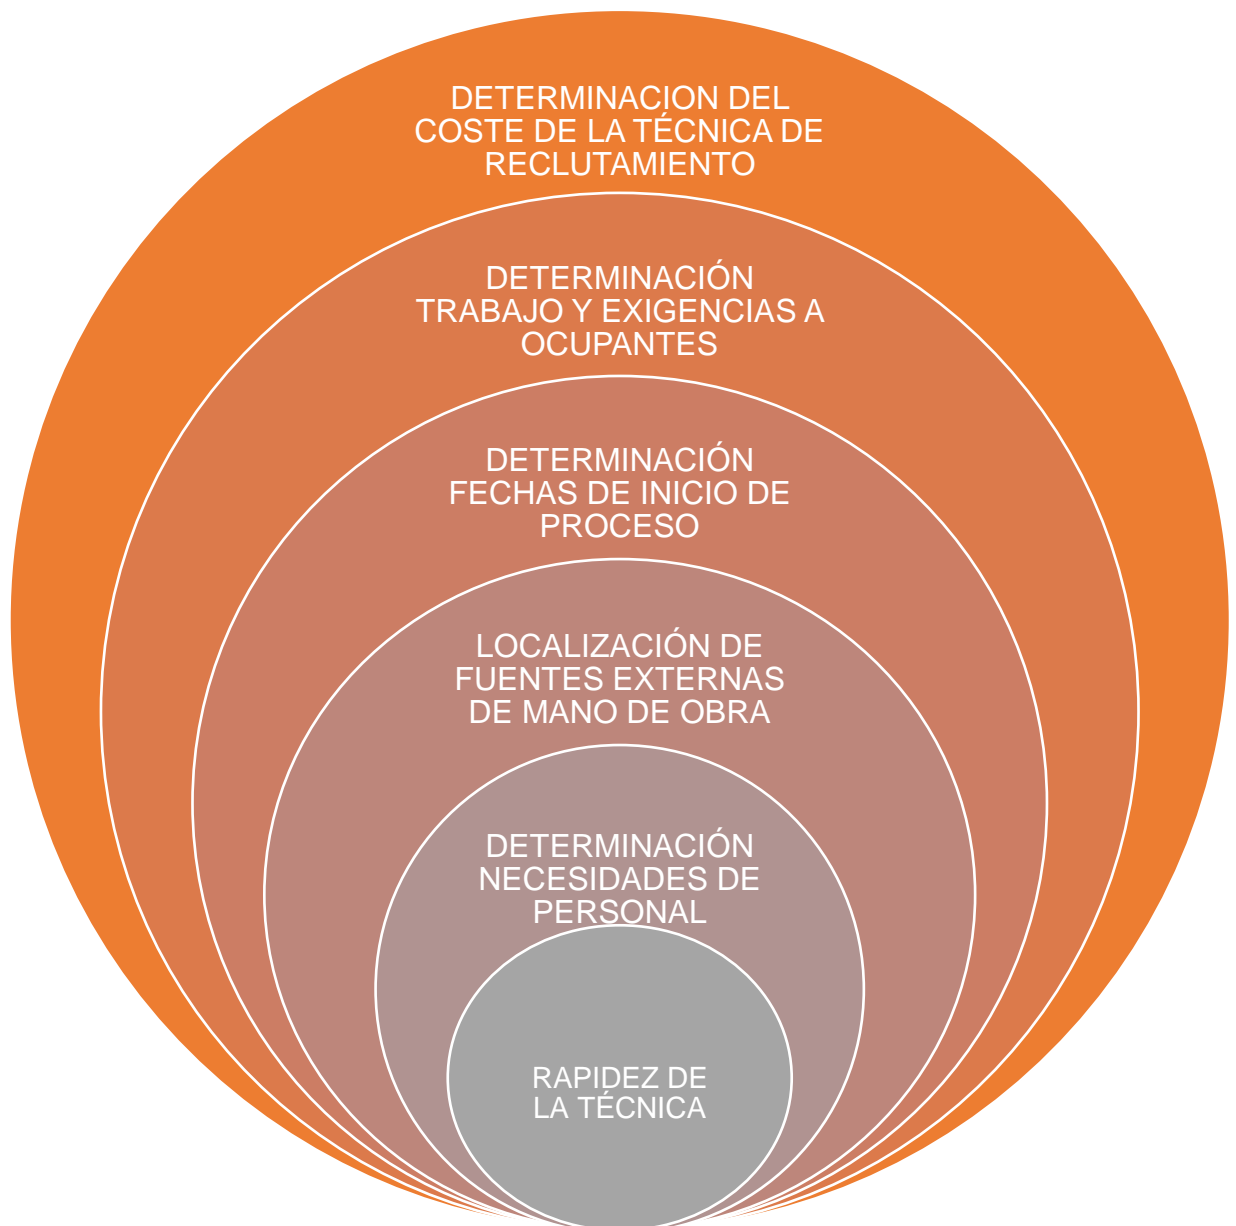 DETERMINACION DEL
COSTE DE LA TÉCNICA DE
RECLUTAMIENTO
DETERMINACIÓN
TRABAJO Y EXIGENCIAS A
OCUPANTES
DETERMINACIÓN
FECHAS DE INICIO DE
PROCESO
LOCALIZACIÓN DE
FUENTES EXTERNAS
DE MANO DE OBRA
DETERMINACIÓN
NECESIDADES DE
PERSONAL
RAPIDEZ DE
LA TÉCNICA